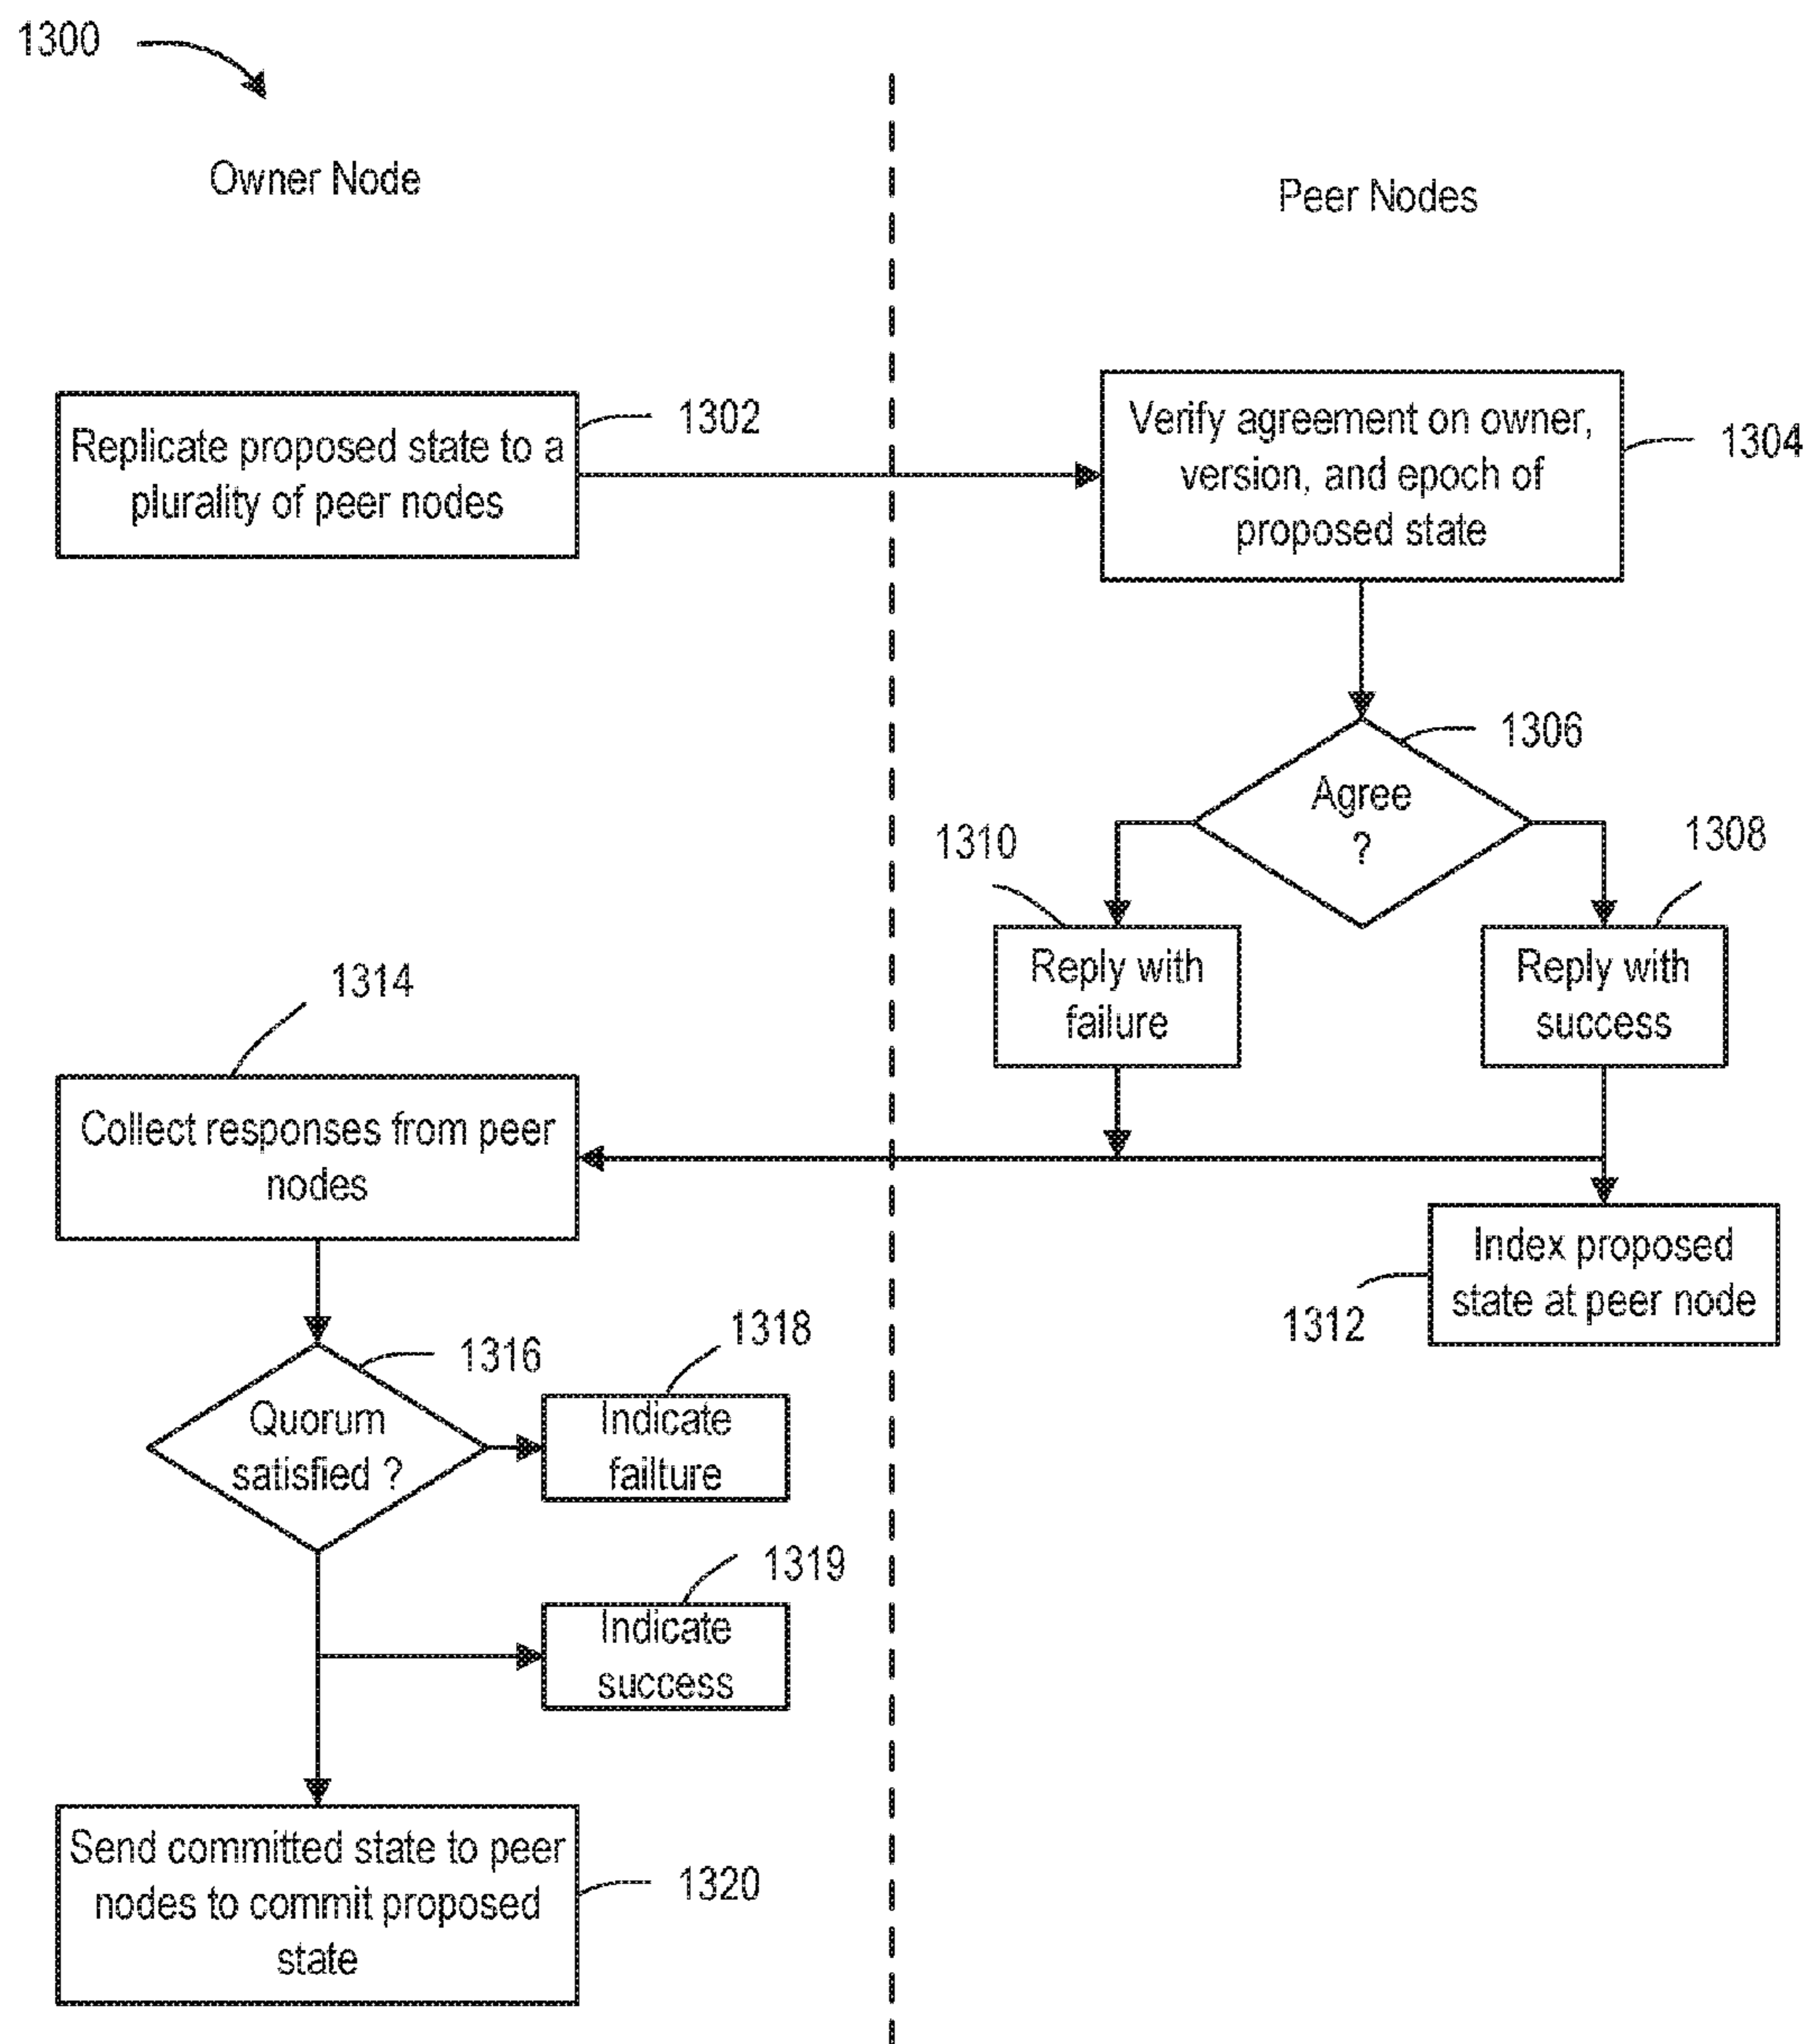 1300
Owner Node
Peer Nodes
Replicate proposed state to a
plurality of peer nodes
1302
Verify agreement on owner,
version, and epoch of
proposed state
1304
1306
Agree
?
1310
1308
Reply with
failure
Reply with
success
1314
Collect responses from peer
nodes
Index proposed
state at peer node
1312
1316
1318
Quorum
satisfied ?
Indicate
failture
1319
Indicate
success
Send committed state to peer
nodes to commit proposed
state
1320